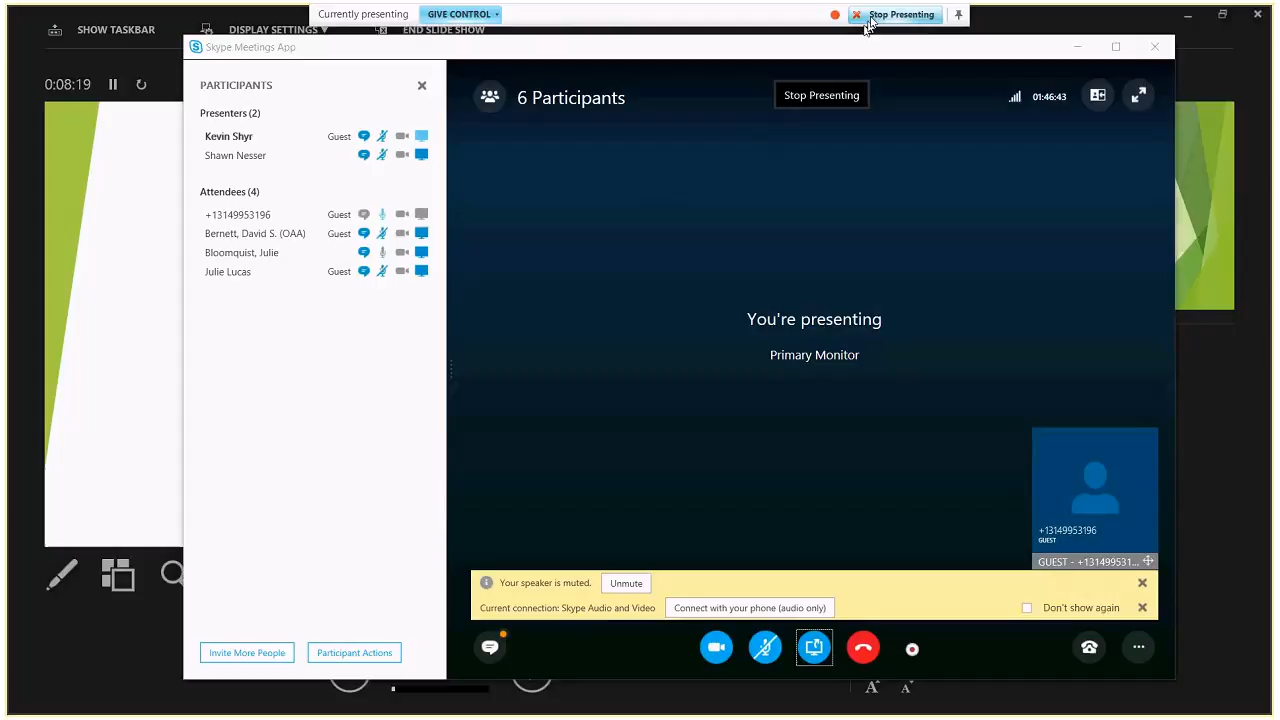 Currently presenting
GIVE CONTROL
Stop Presenting
SHOW TASKBAR
DISPLAY SETTINGS
END SLIDE SHOW
Skype Meetings App
0:08:19
PARTICIPANTS
6 Participants
Stop Presenting
01:46:43
Presenters (2)
Kevin Shyr
Guest
Shawn Nesser
Attendees (4)
+13149953196
Guest
Bernett, David S. (OAA)
Guest
Bloomquist, Julie
Julie Lucas
Guest
You're presenting
Primary Monitor
+13149953196
GUEST
GUEST - +131499531...
Your speaker is muted.
Unmute
Current connection: Skype Audio and Video
Connect with your phone (audio only)
Don't show again
Invite More People
Participant Actions
A A